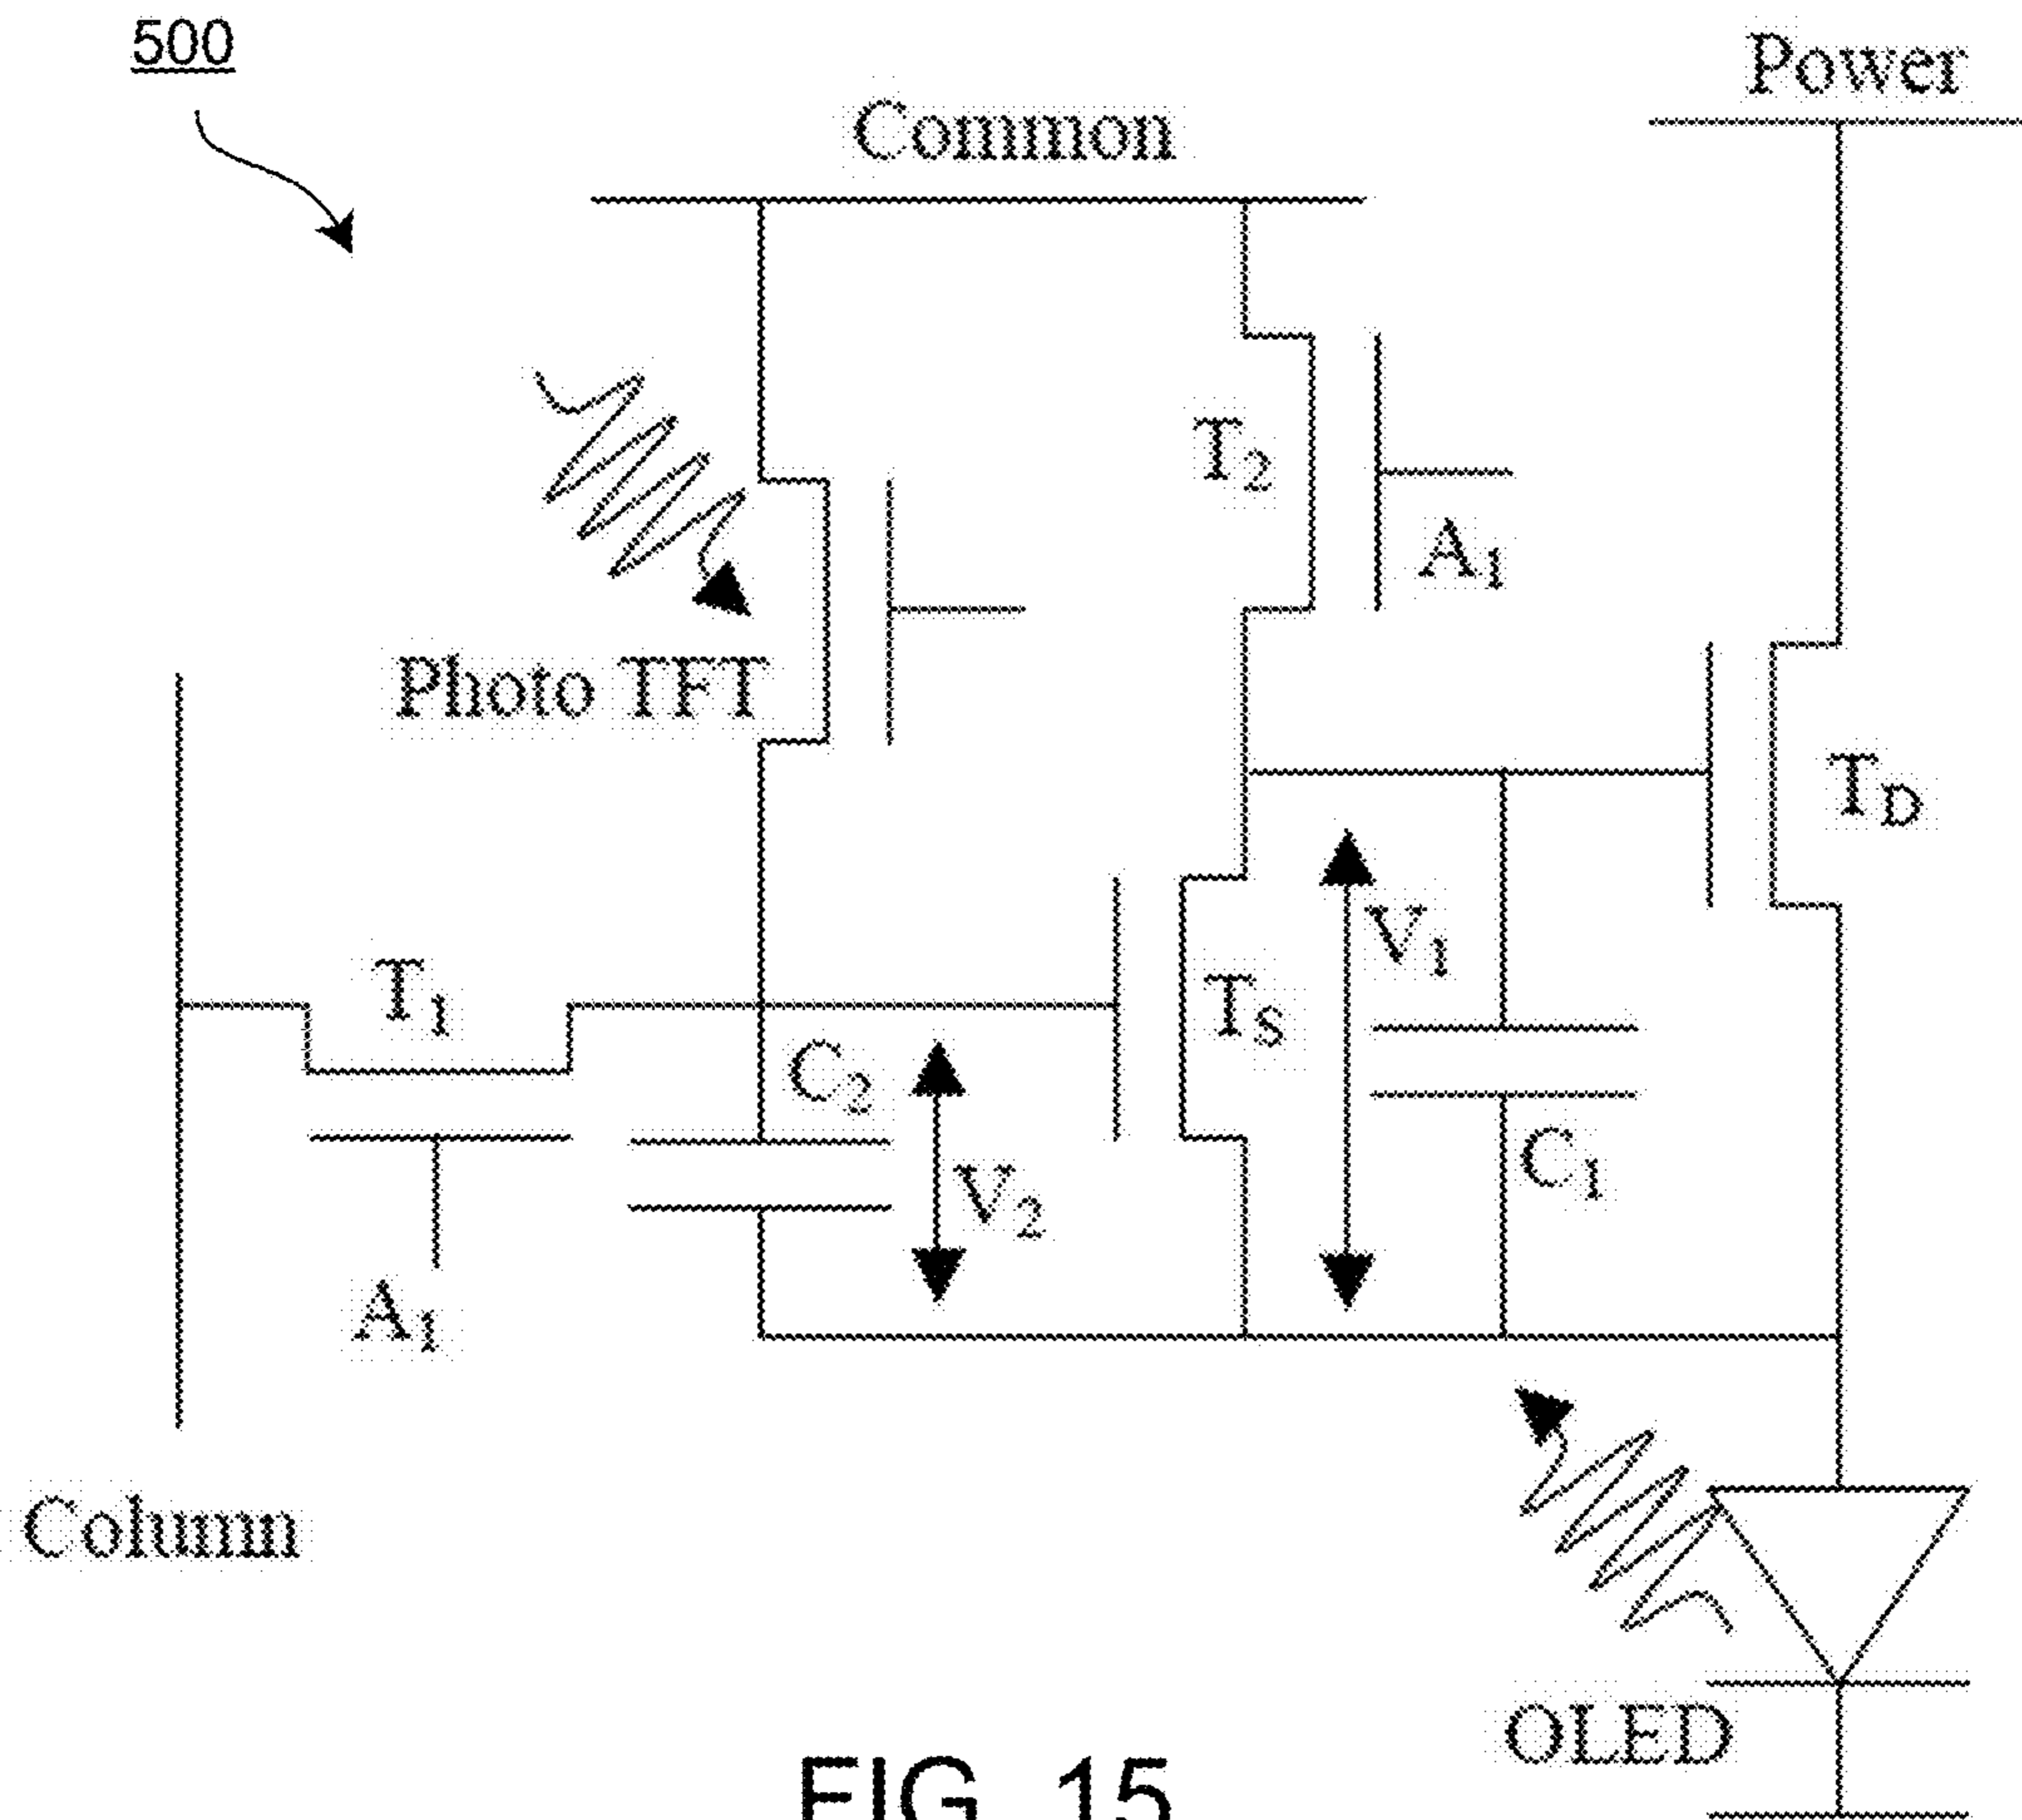 500
Power
Common
T2
A1
Photo TFT
TD
V1
T1
TS
C2
C1
V2
A1
Column
OLED
FIG. 15